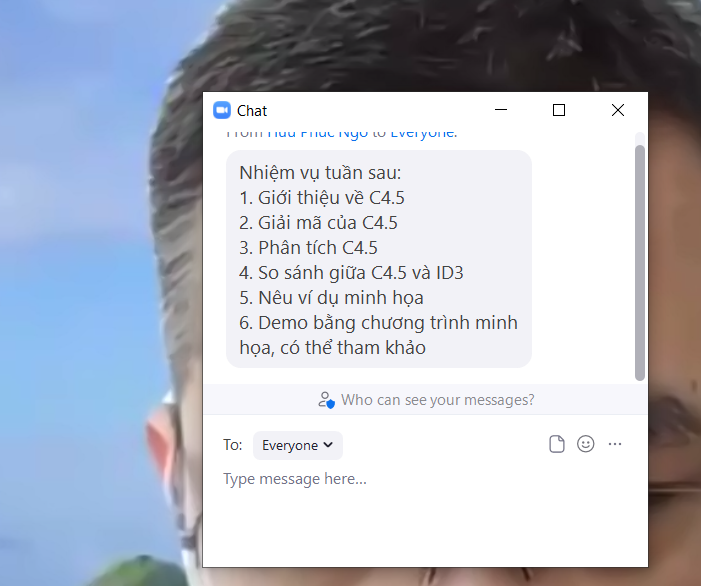 Chat
From Huu Phuc Ngo to Everyone:
Nhiệm vụ tuần sau:
1. Giới thiệu về C4.5
2. Giải mã của C4.5
3. Phân tích C4.5
4. So sánh giữa C4.5 và ID3
5. Nêu ví dụ minh họa
6. Demo bằng chương trình minh
họa, có thể tham khảo
Who can see your messages?
To: Everyone
Type message here...